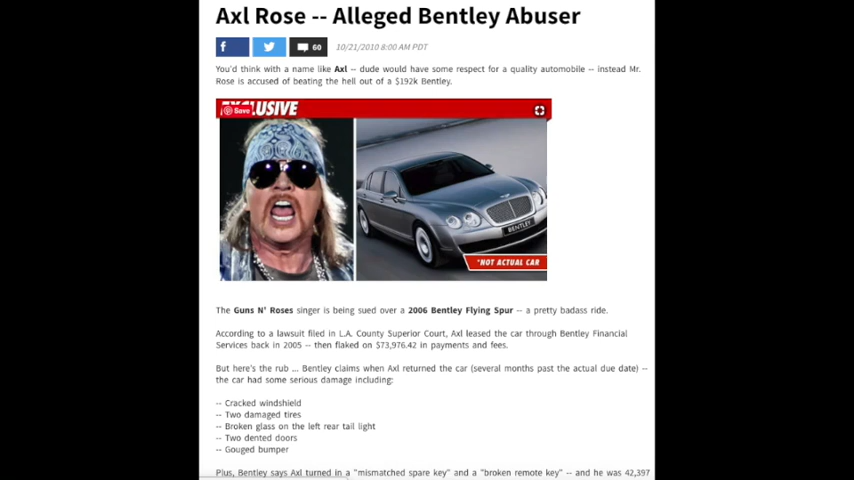 Axl Rose -- Alleged Bentley Abuser
60
10/21/2010 8:00 AM PDT
You'd think with a name like Axl -- dude would have some respect for a quality automobile -- instead Mr.
Rose is accused of beating the hell out of a $192k Bentley.
EXCLUSIVE
Save
BENTLEY
*NOT ACTUAL CAR
The Guns N' Roses singer is being sued over a 2006 Bentley Flying Spur -- a pretty badass ride.
According to a lawsuit filed in L.A. County Superior Court, Axl leased the car through Bentley Financial
Services back in 2005 -- then flaked on $73,976.42 in payments and fees.
But here's the rub ... Bentley claims when Axl returned the car (several months past the actual due date) --
the car had some serious damage including:
-- Cracked windshield
-- Two damaged tires
-- Broken glass on the left rear tail light
-- Two dented doors
-- Gouged bumper
Plus, Bentley says Axl turned in a "mismatched spare key" and a "broken remote key" -- and he was 42,397